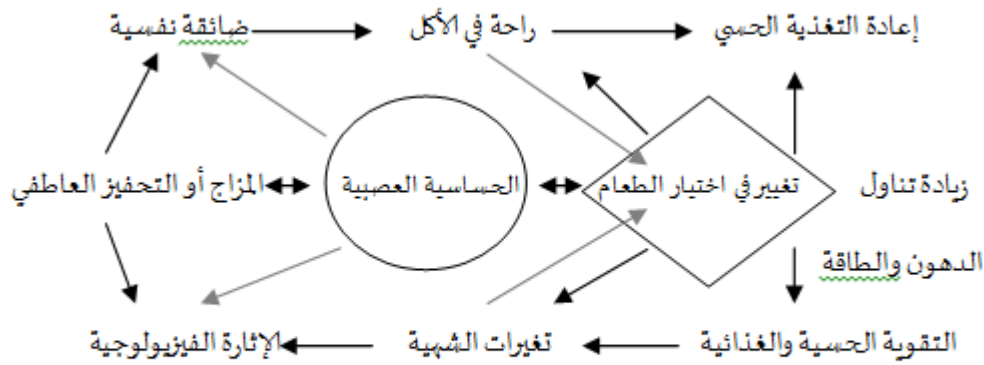 إعادة التغذية الحسي
راحة في الأكل
ضائقة نفسية
زيادة تناول
تغيير في اختيار الطعام
الحساسية العصبية
المزاج أو التحفيز العاطفي
الدهون والطاقة
التقوية الحسية والغذائية
تغيرات الشهية
الإثارة الفيزيولوجية